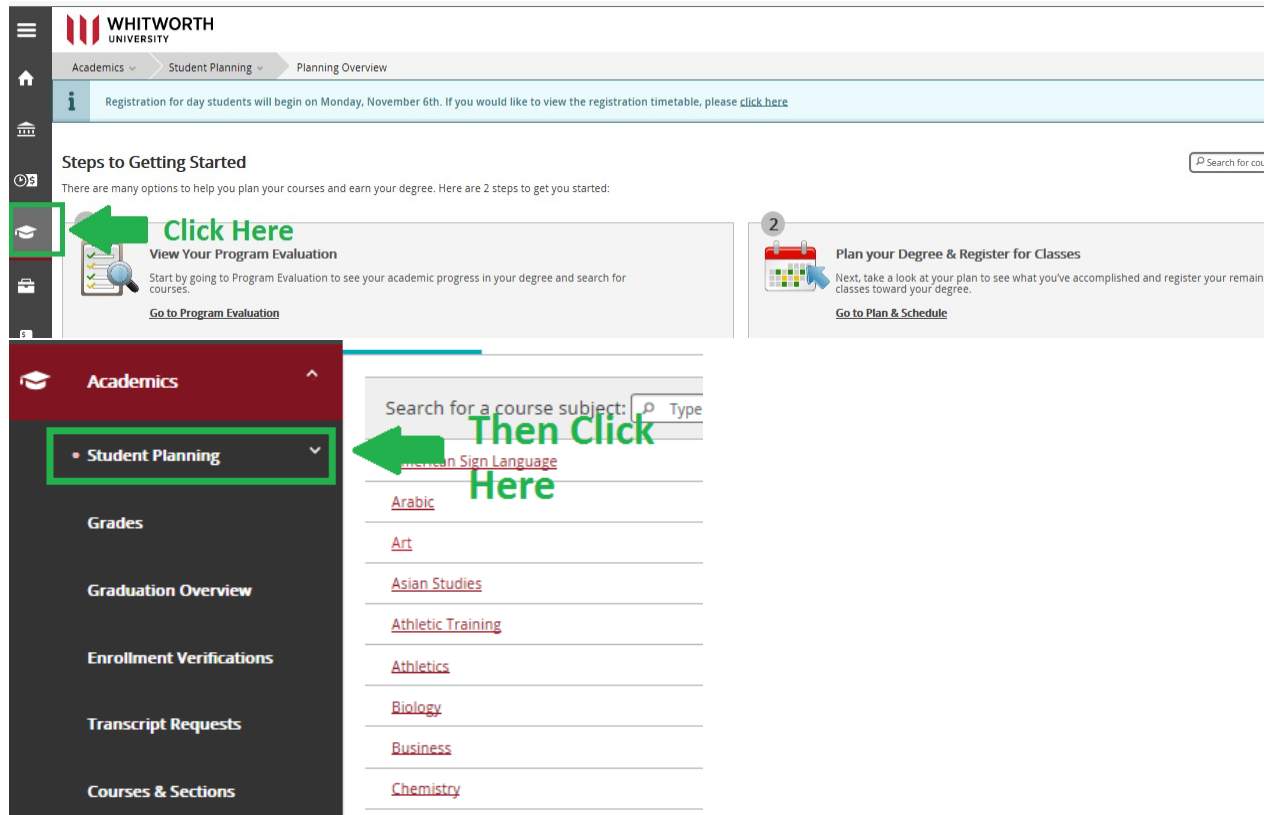 WHITWORTH
UNIVERSITY
Academics
Student Planning
Planning Overview
i
Registration for day students will begin on Monday, November 6th. If you would like to view the registration timetable, please click here
Steps to Getting Started
Search for
There are many options to help you plan your courses and earn your degree. Here are 2 steps to get you started:
Click Here
View Your Program Evaluation
Start by going to Program Evaluation to see your academic progress in your degree and search for
courses.
Go to Program Evaluation
2
Plan your Degree & Register for Classes
Next, take a look at your plan to see what you've accomplished and register your remain
classes toward your degree.
Go to Plan & Schedule
Academics
Student Planning
Grades
Graduation Overview
Enrollment Verifications
Transcript Requests
Courses & Sections
Search for a course subject:
Type
Then Click
Here
American Sign Language
Arabic
Art
Asian Studies
Athletic Training
Athletics
Biology
Business
Chemistry